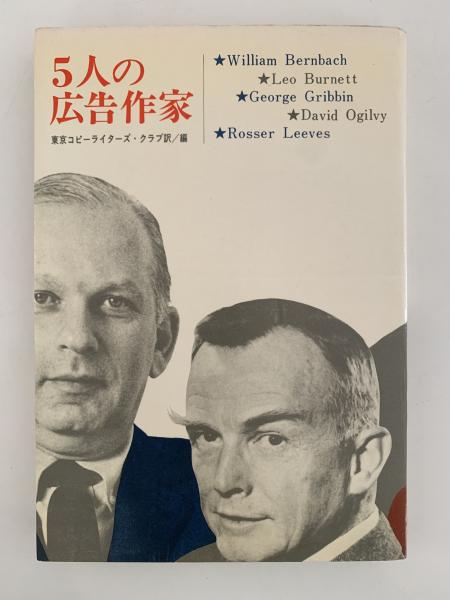 5人の
広告作家
東京コピーライターズ・クラブ訳／編
★William Bernbach
★Leo Burnett
★George Gribbin
★David Ogilvy
★Rosser Leeves